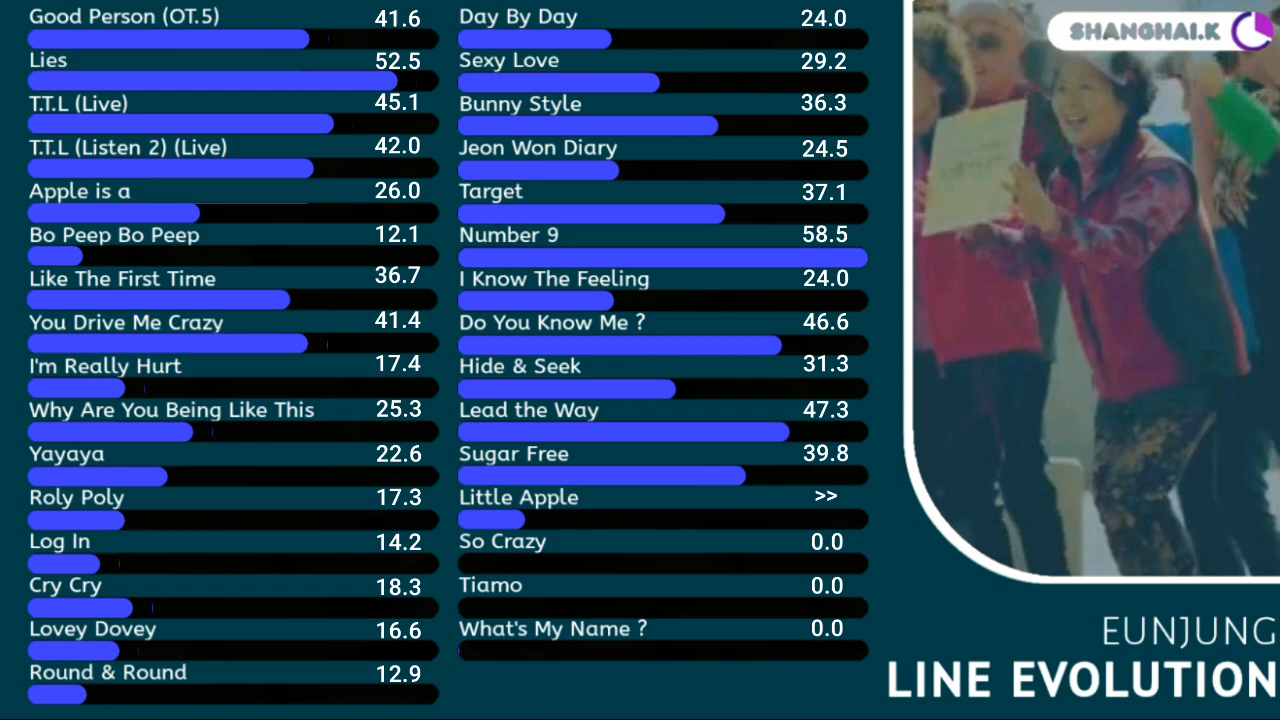 Good Person (OT.5) 41.6
Lies 52.5
T.T.L (Live) 45.1
T.T.L (Listen 2) (Live) 42.0
Apple is a 26.0
Bo Peep Bo Peep 12.1
Like The First Time 36.7
You Drive Me Crazy 41.4
I'm Really Hurt 17.4
Why Are You Being Like This 25.3
Yayaya 22.6
Roly Poly 17.3
Log In 14.2
Cry Cry 18.3
Lovey Dovey 16.6
Round & Round 12.9
Day By Day 24.0
Sexy Love 29.2
Bunny Style 36.3
Jeon Won Diary 24.5
Target 37.1
Number 9 58.5
I Know The Feeling 24.0
Do You Know Me ? 46.6
Hide & Seek 31.3
Lead the Way 47.3
Sugar Free 39.8
Little Apple >>
So Crazy 0.0
Tiamo 0.0
What's My Name ? 0.0
SHANGHAI.K
EUNJUNG
LINE EVOLUTION